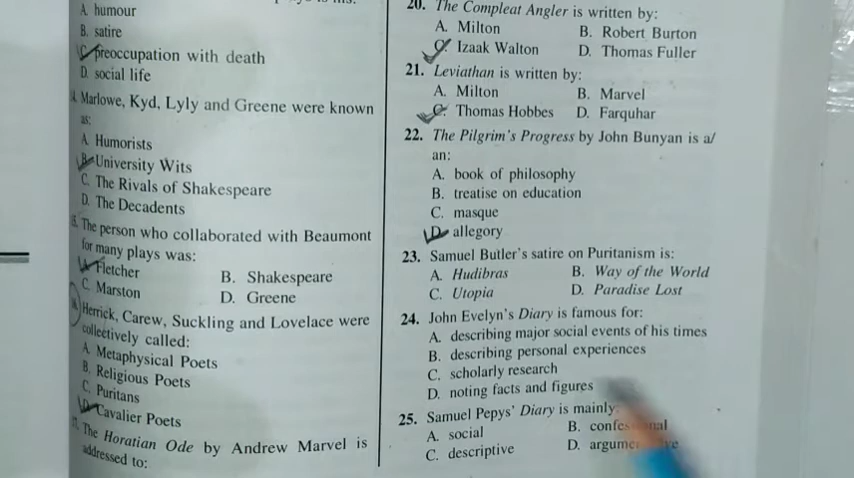 A. humour
B. satire
C. preoccupation with death
D. social life
Marlowe, Kyd, Lyly and Greene were known
as:
A. Humorists
B. University Wits
C. The Rivals of Shakespeare
D. The Decadents
The person who collaborated with Beaumont
for many plays was:
A. Fletcher B. Shakespeare
C. Marston D. Greene
Herrick, Carew, Suckling and Lovelace were
collectively called:
A. Metaphysical Poets
B. Religious Poets
C. Puritans
D. Cavalier Poets
The Horatian Ode by Andrew Marvel is
addressed to:
20. The Compleat Angler is written by:
A. Milton B. Robert Burton
C. Izaak Walton D. Thomas Fuller
21. Leviathan is written by:
A. Milton B. Marvel
C. Thomas Hobbes D. Farquhar
22. The Pilgrim's Progress by John Bunyan is a/
an:
A. book of philosophy
B. treatise on education
C. masque
D. allegory
23. Samuel Butler's satire on Puritanism is:
A. Hudibras B. Way of the World
C. Utopia D. Paradise Lost
24. John Evelyn's Diary is famous for:
A. describing major social events of his times
B. describing personal experiences
C. scholarly research
D. noting facts and figures
25. Samuel Pepys' Diary is mainly:
A. social B.
C. descriptive D.